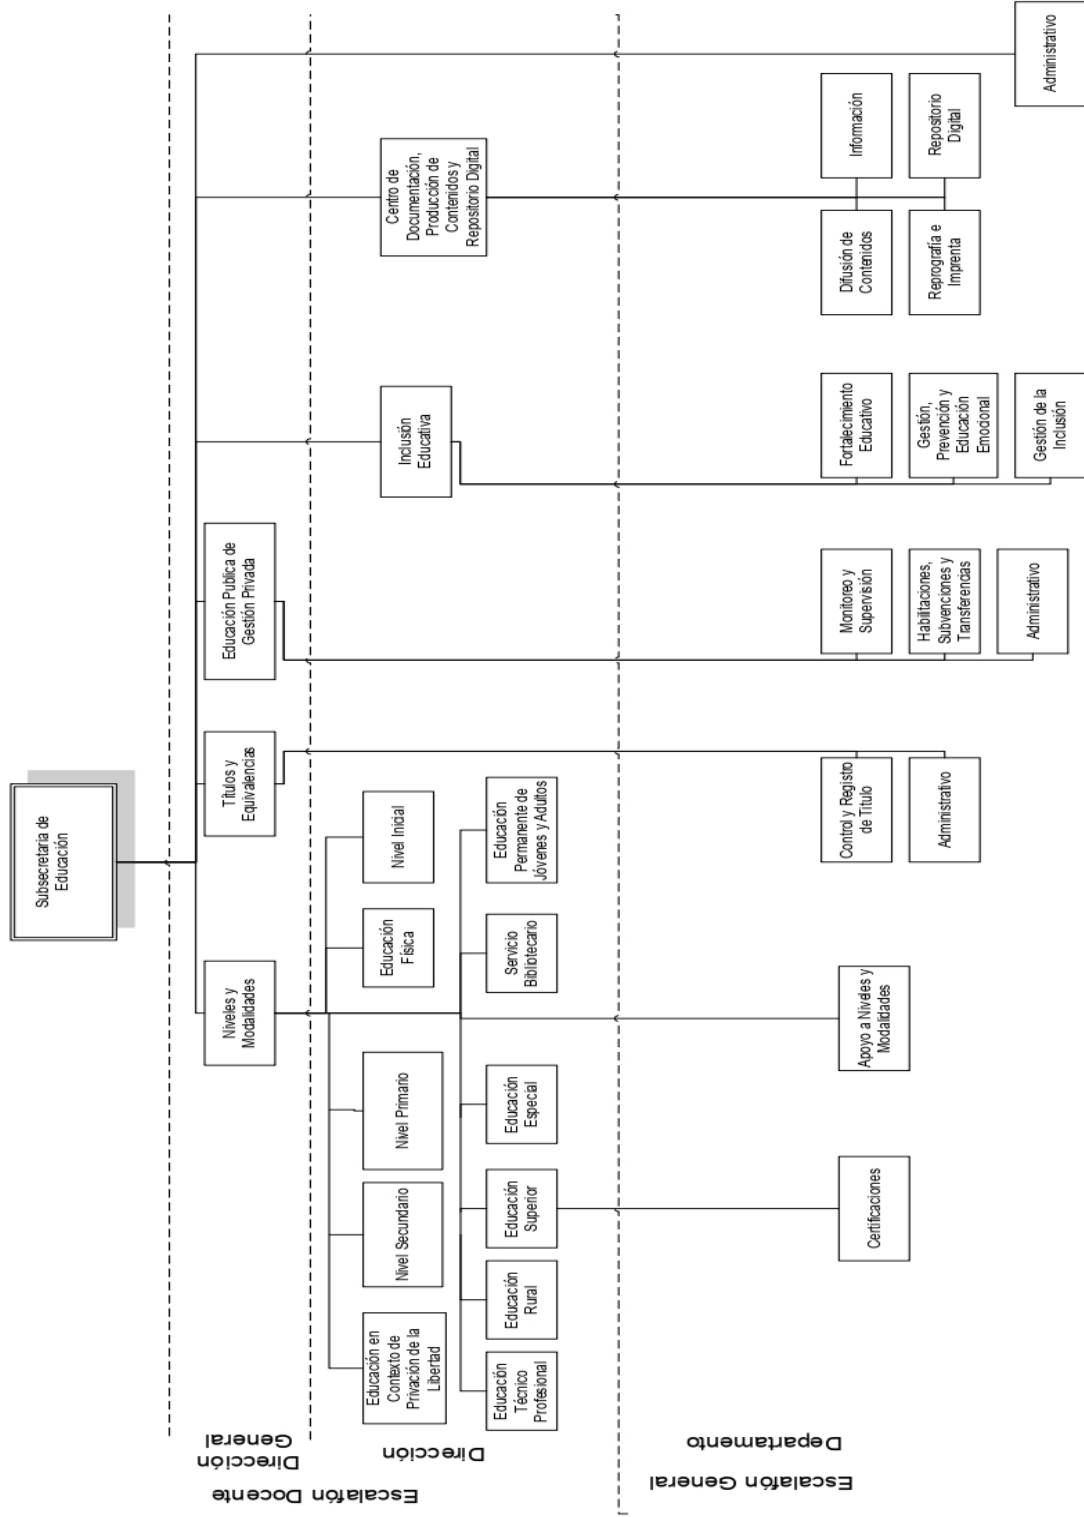 Subsecretaria de
Educación
Niveles y
Modalidades
Títulos y
Equivalencias
Educación Publica de
Gestión Privada
Educación en
Contexto de
Privación de la
Libertad
Nivel Secundario
Nivel Primario
Educación
Física
Nivel Inicial
Inclusión
Educativa
Centro de
Documentación,
Producción de
Contenidos y
Repositorio Digital
Educación
Técnico
Profesional
Educación
Rural
Educación
Superior
Educación
Especial
Servicio
Bibliotecario
Educación
Permanente de
Jóvenes y Adultos
Certificaciones
Apoyo a Niveles y
Modalidades
Control y Registro
de Titulo
Administrativo
Monitoreo y
Supervisión
Habilitaciones,
Subvenciones y
Transferencias
Administrativo
Fortalecimiento
Educativo
Gestión,
Prevención y
Educación
Emocional
Gestión de la
Inclusión
Difusión de
Contenidos
Información
Reprografía e
Imprenta
Repositorio
Digital
Administrativo
Dirección
General
Escalafón Docente
Dirección
Departamento
Escalafón General